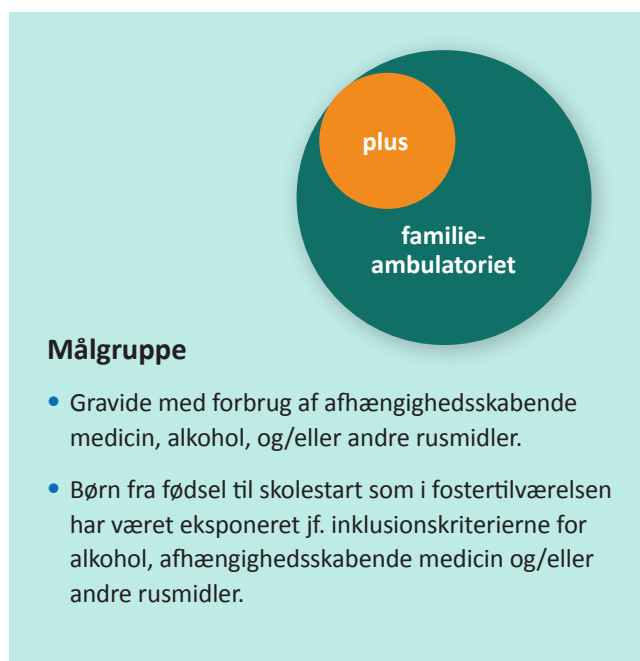 plus
familie-
ambulatoriet
Målgruppe
• Gravide med forbrug af afhængighedsskabende
medicin, alkohol, og/eller andre rusmidler.
• Børn fra fødsel til skolestart som i fostertilværelsen
har været eksponeret jf. inklusionskriterierne for
alkohol, afhængighedsskabende medicin og/eller
andre rusmidler.